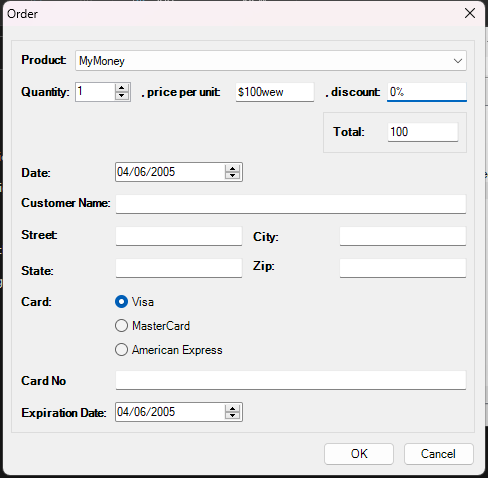 Order
Product: MyMoney
Quantity: 1 , price per unit: $100wew , discount: 0%
Total: 100
Date: 04/06/2005
Customer Name:
Street: City:
State: Zip:
Card: Visa
MasterCard
American Express
Card No
Expiration Date: 04/06/2005
OK Cancel